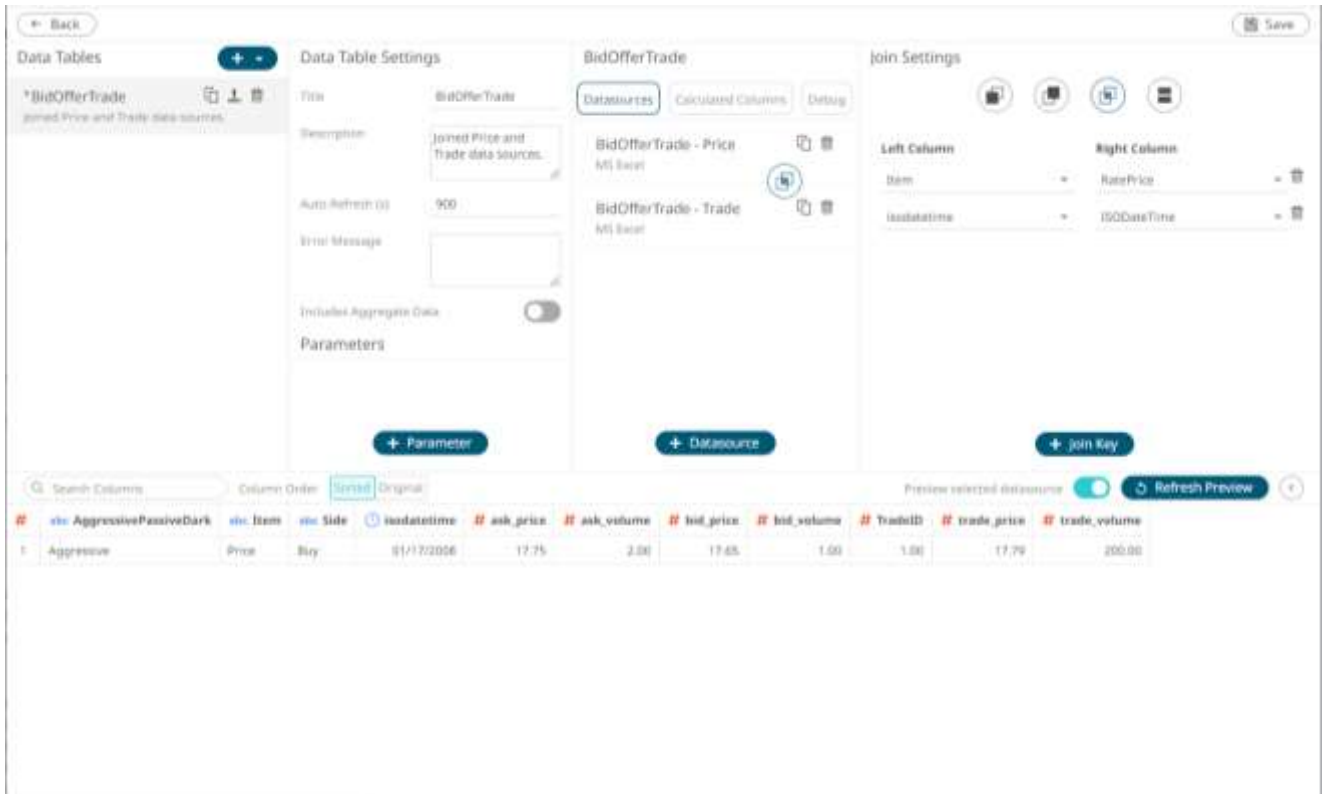 ← Back
Save
Data Tables
+
*BidOfferTrade
Joined Price and Trade data sources.
Data Table Settings
Title
BidOfferTrade
Description
Joined Price and
Trade data sources.
Auto Refresh (s)
900
Error Message
Includes Aggregate Data
Parameters
+ Parameter
BidOfferTrade
Datasources
Calculated Columns
Debug
BidOfferTrade - Price
MS Excel
BidOfferTrade - Trade
MS Excel
+ Datasource
Join Settings
Left Column
Right Column
Item
RatePrice
isodatetime
ISODateTime
+ Join Key
Search Columns
Column Order
Sorted
Original
Preview selected datasource
Refresh Preview
# abc AggressivePassiveDark abc Item abc Side isodatetime # ask_price # ask_volume # bid_price # bid_volume # TradeID # trade_price # trade_volume
1 Aggressive Price Buy 01/17/2008 17.75 2.00 17.65 1.00 1.00 17.79 200.00